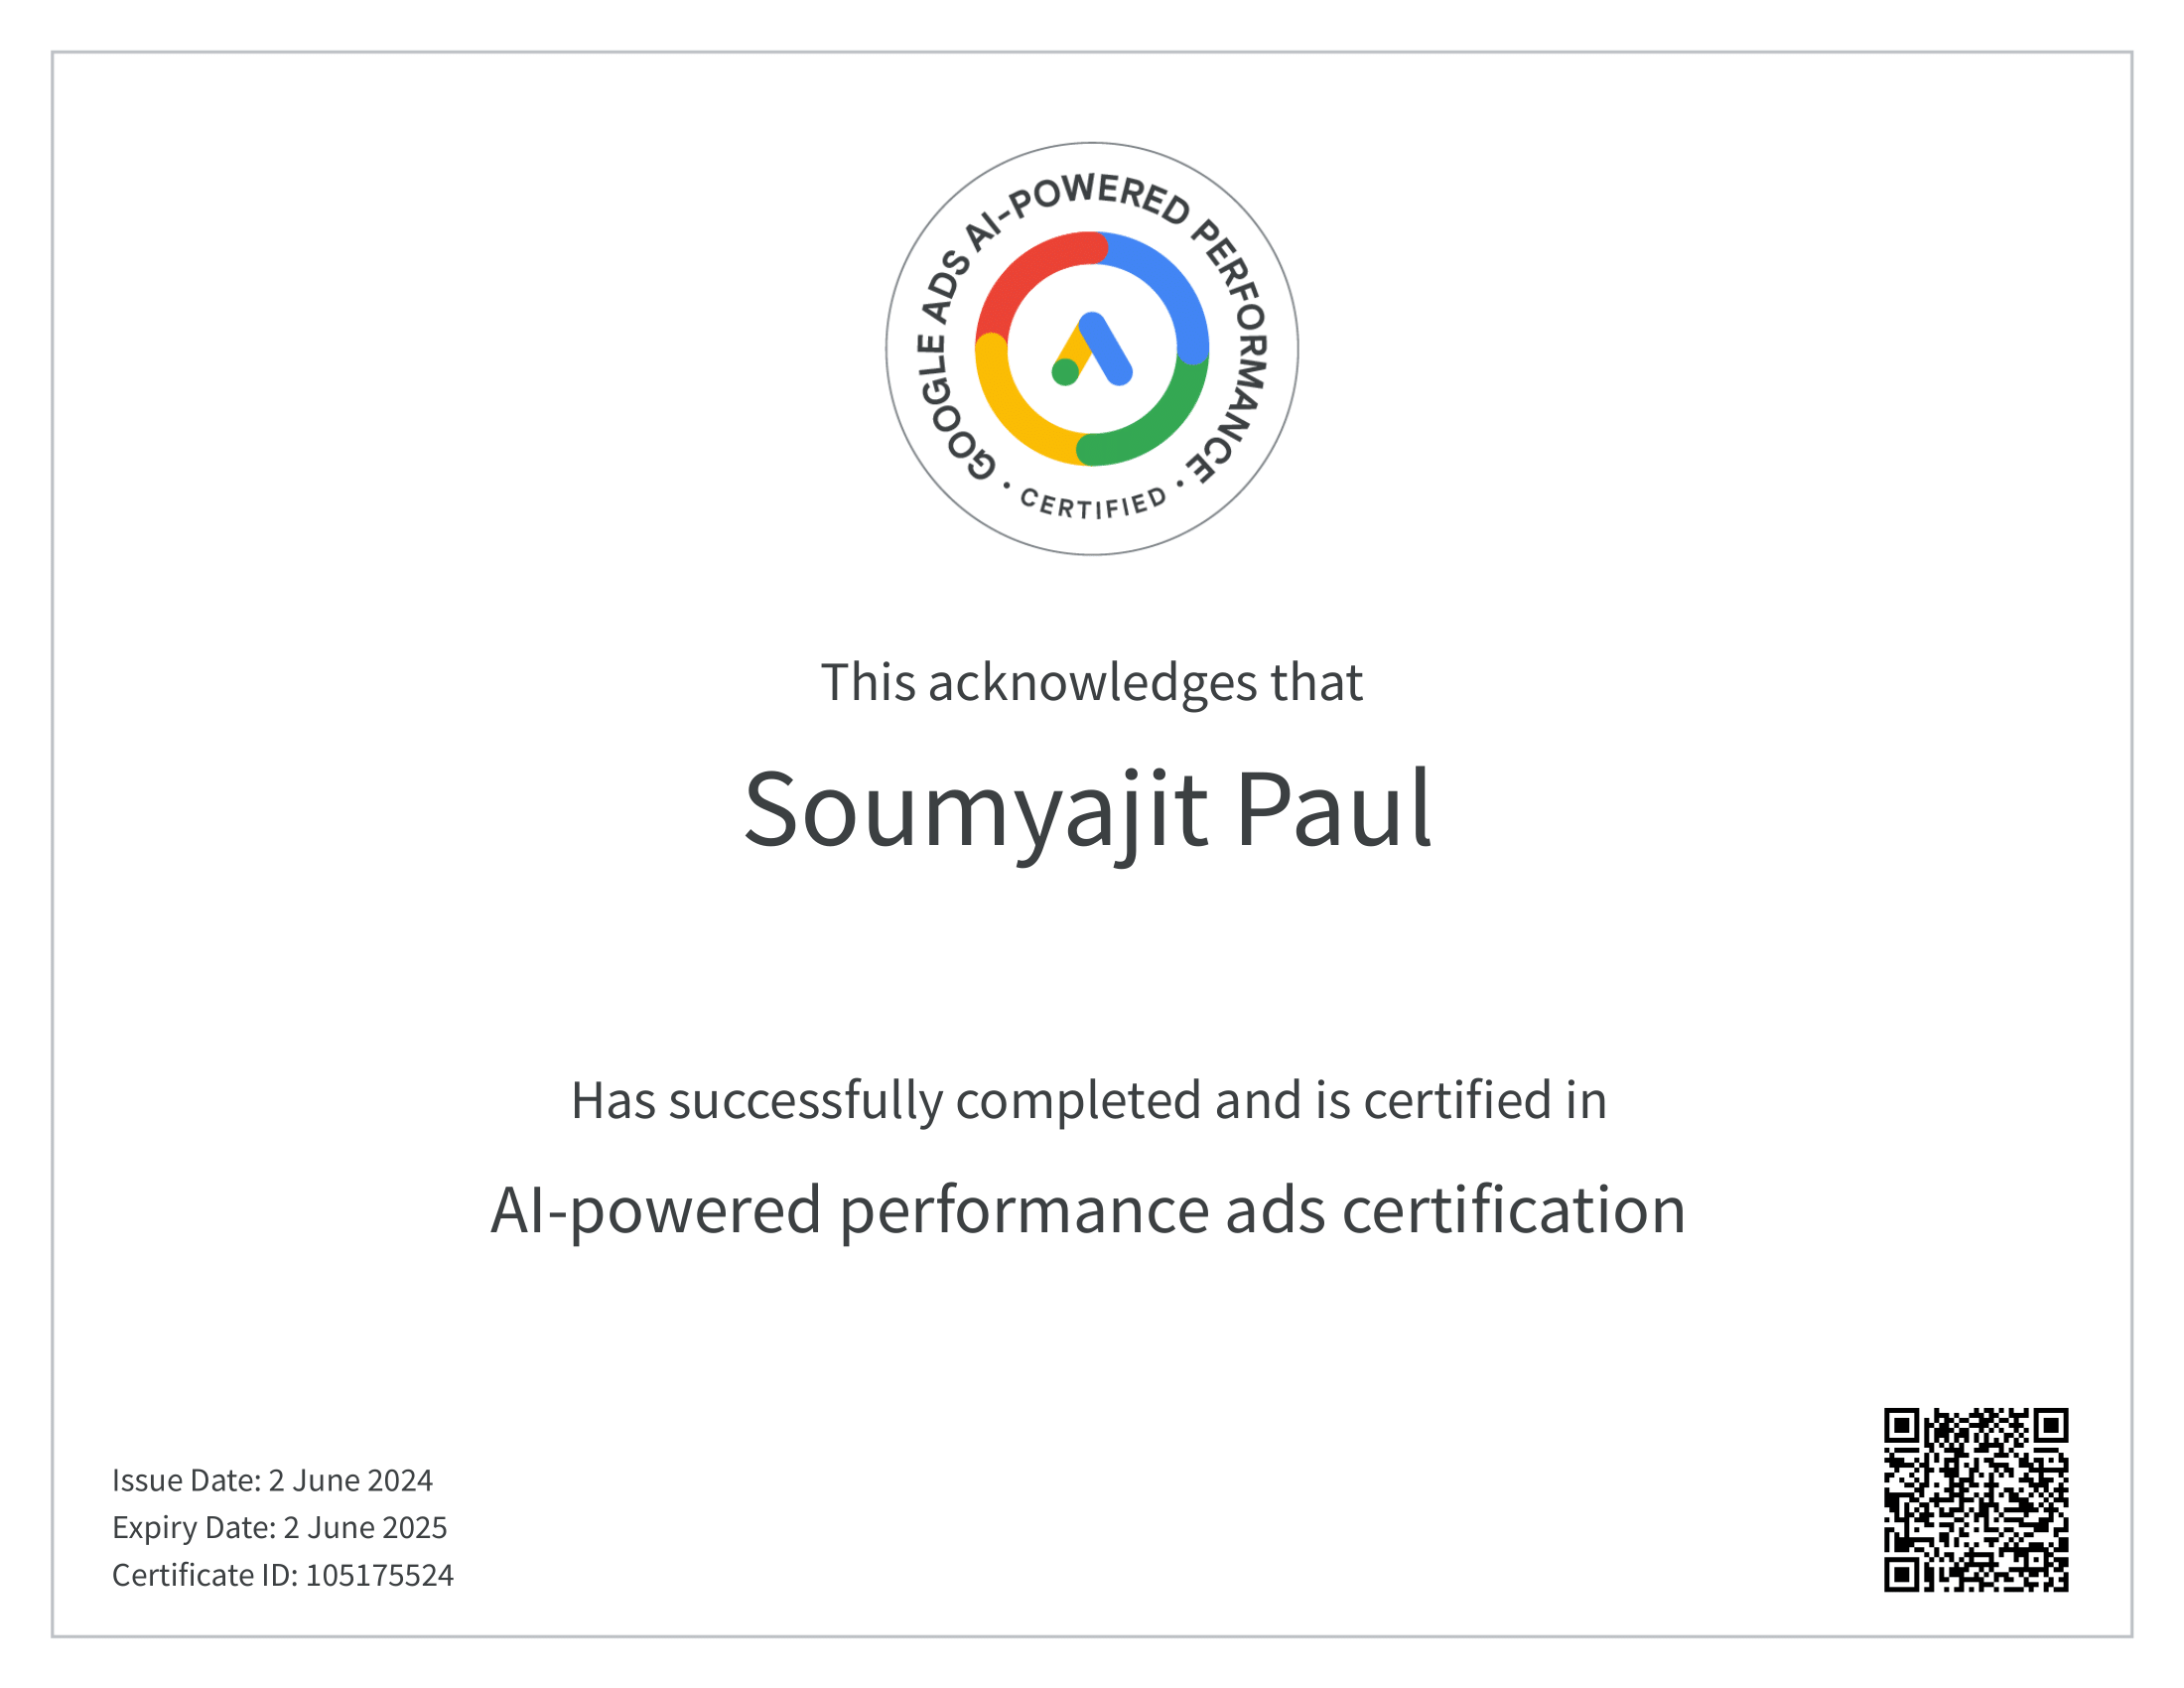 GOOGLE ADS AI-POWERED PERFORMANCE
• CERTIFIED •
This acknowledges that
Soumyajit Paul
Has successfully completed and is certified in
AI-powered performance ads certification
Issue Date: 2 June 2024
Expiry Date: 2 June 2025
Certificate ID: 105175524